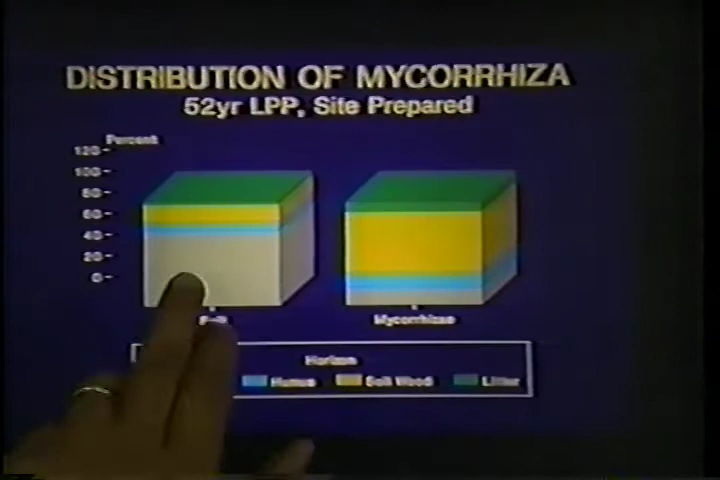 DISTRIBUTION OF MYCORRHIZA
52yr LPP, Site Prepared
Percent
120
100
80
60
40
20
0
Soil
Mycorrhizae
Horizon
Humus
Soil Wood
Litter